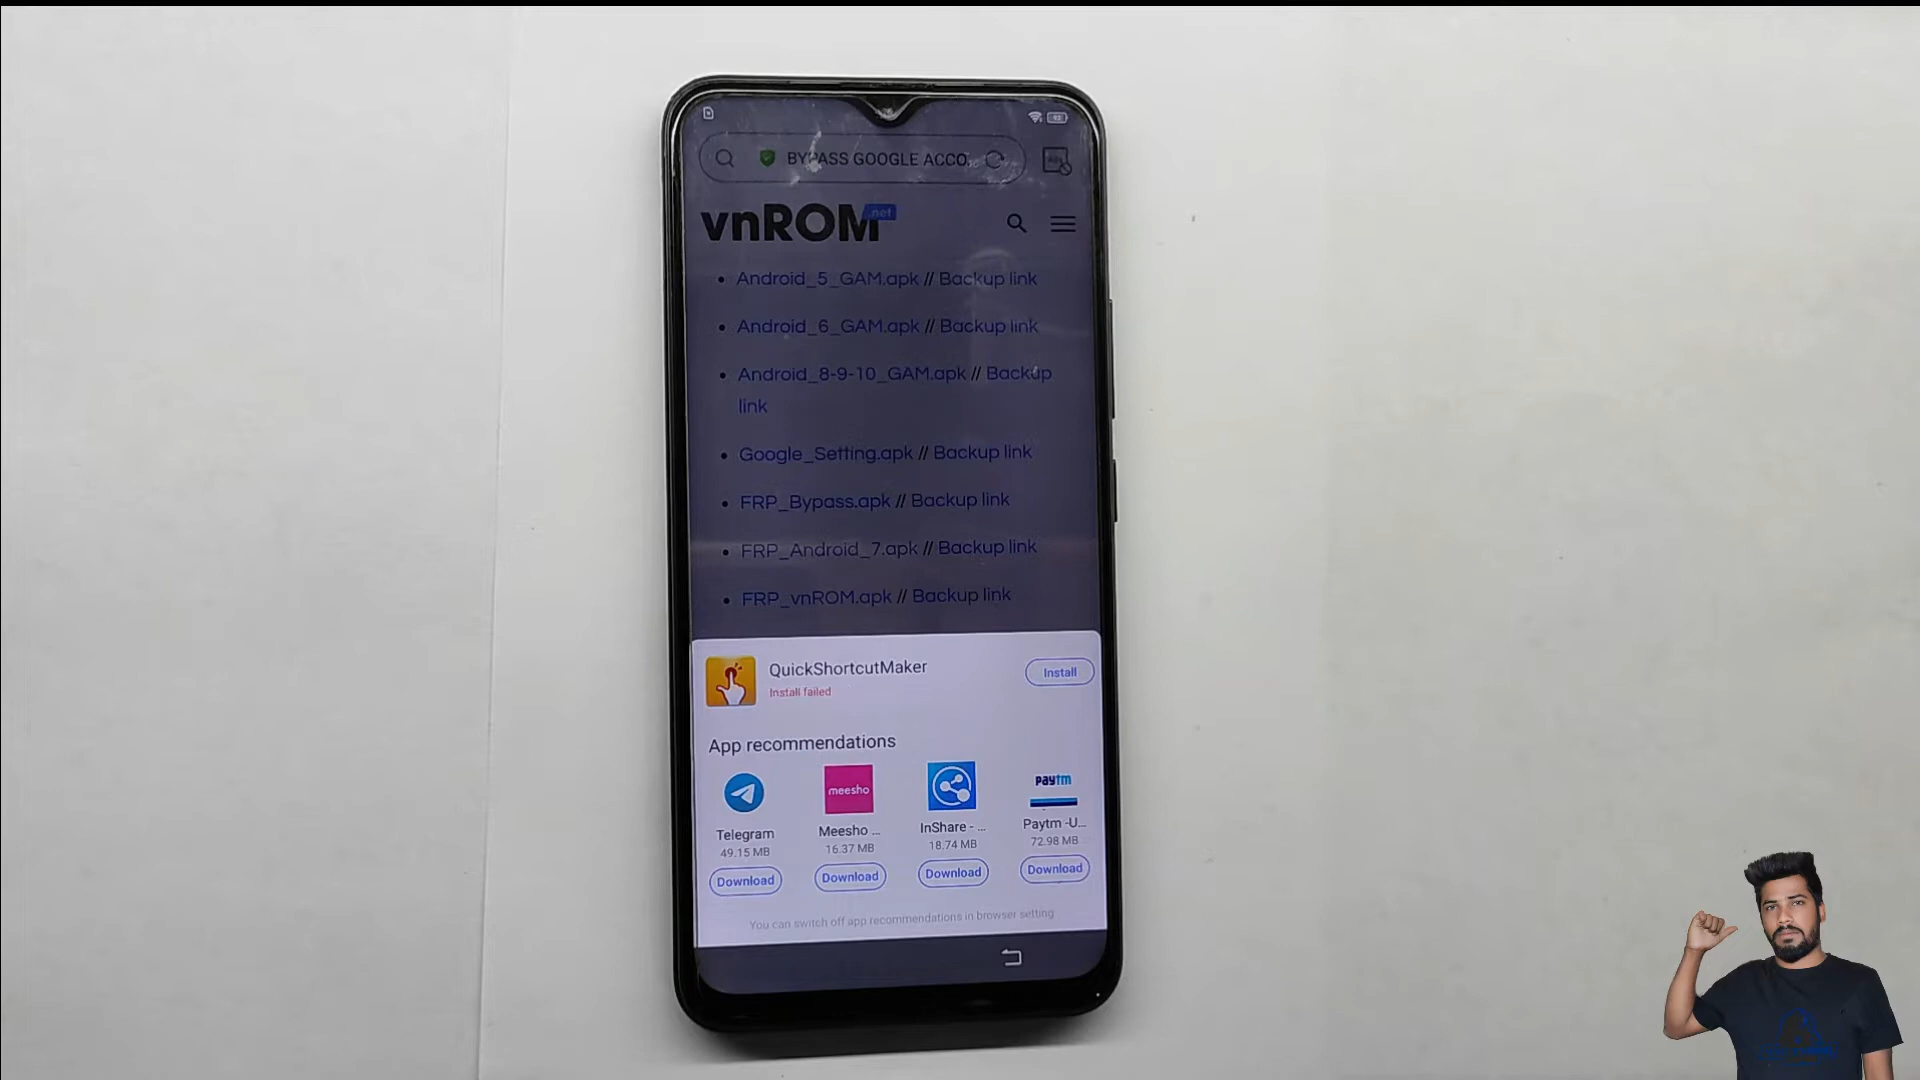 92
BYPASS GOOGLE ACCO
vnROM
.net
Android_5_GAM.apk // Backup link
Android_6_GAM.apk // Backup link
Android_8-9-10_GAM.apk // Backup
link
Google_Setting.apk // Backup link
FRP_Bypass.apk // Backup link
FRP_Android_7.apk // Backup link
FRP_vnROM.apk // Backup link
QuickShortcutMaker
Install
Install failed
App recommendations
meesho
paytm
Telegram
Meesho ...
InShare - ...
Paytm -U...
49.15 MB
16.37 MB
18.74 MB
72.98 MB
Download
Download
Download
Download
You can switch off app recommendations in browser setting